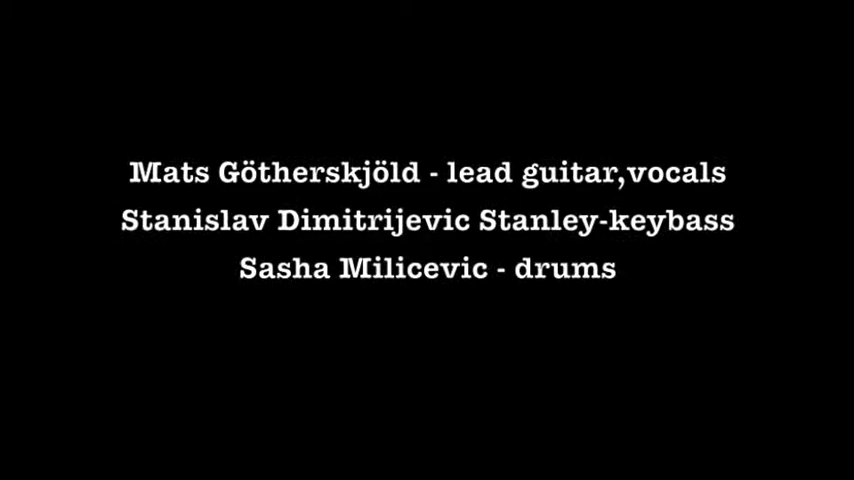 Mats Götherskjöld - lead guitar,vocals
Stanislav Dimitrijevic Stanley-keybass
Sasha Milicevic - drums